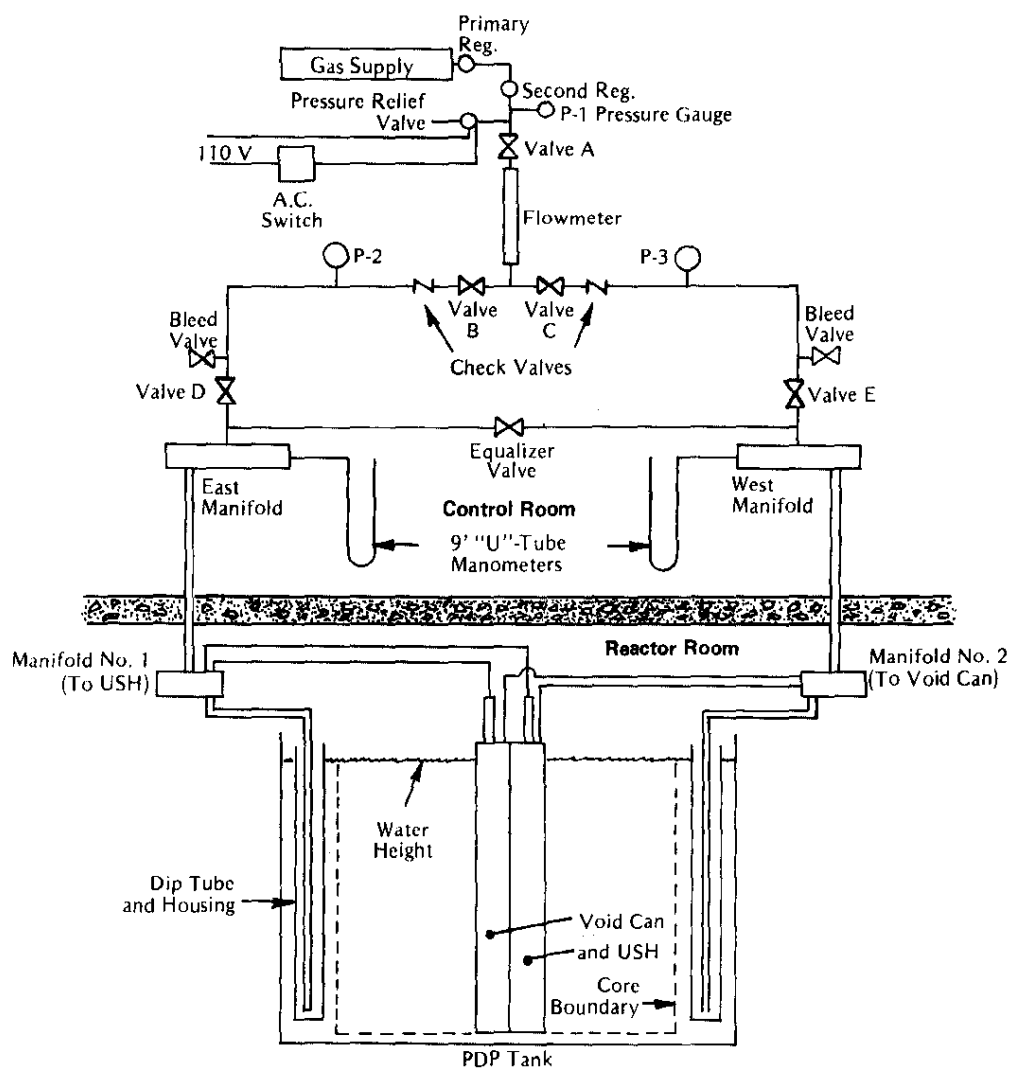 Primary
Reg.
Gas Supply
Second Reg.
Pressure Relief
Valve
P-1 Pressure Gauge
Valve A
110 V
A.C.
Switch
Flowmeter
P-2
P-3
Valve
B
Valve
C
Bleed
Valve
Bleed
Valve
Check Valves
Valve D
Valve E
Equalizer
Valve
East
Manifold
West
Manifold
Control Room
9' "U"-Tube
Manometers
Reactor Room
Manifold No. 1
(To USH)
Manifold No. 2
(To Void Can)
Water
Height
Dip Tube
and Housing
Void Can
and USH
Core
Boundary
PDP Tank